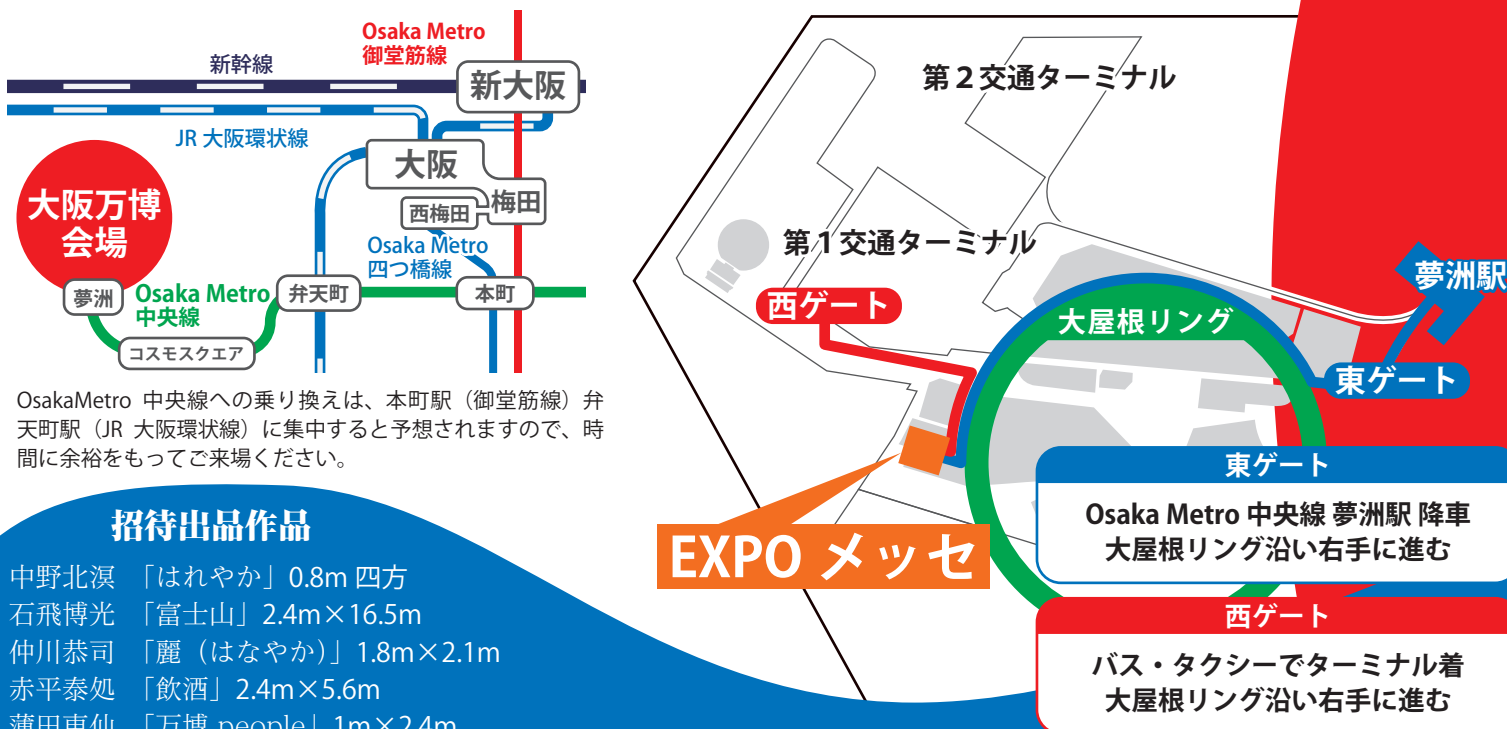 Osaka Metro
御堂筋線
新幹線
新大阪
JR 大阪環状線
大阪
梅田
西梅田
大阪万博
会場
Osaka Metro
四つ橋線
夢洲
Osaka Metro
中央線
弁天町
本町
コスモスクエア
OsakaMetro 中央線への乗り換えは、本町駅（御堂筋線）弁
天町駅（JR 大阪環状線）に集中すると予想されますので、時
間に余裕をもってご来場ください。
招待出品作品
中野北溟 「はれやか」0.8m 四方
石飛博光 「富士山」2.4m×16.5m
仲川恭司 「麗（はなやか）」1.8m×2.1m
赤平泰処 「飲酒」2.4m×5.6m
「万博 people」1m×2.4m
第2交通ターミナル
第1交通ターミナル
西ゲート
大屋根リング
夢洲駅
東ゲート
EXPO メッセ
東ゲート
Osaka Metro 中央線 夢洲駅 降車
大屋根リング沿い右手に進む
西ゲート
バス・タクシーでターミナル着
大屋根リング沿い右手に進む